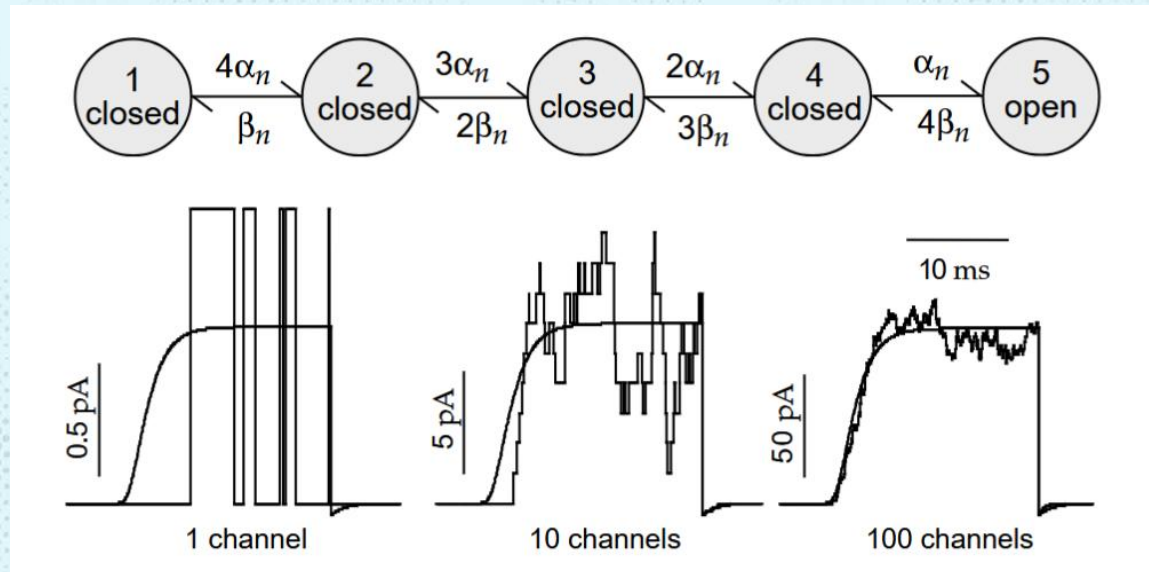 1
closed
4αₙ
βₙ
2
closed
3αₙ
2βₙ
3
closed
2αₙ
3βₙ
4
closed
αₙ
4βₙ
5
open
0.5 pA
1 channel
5 pA
10 channels
10 ms
50 pA
100 channels